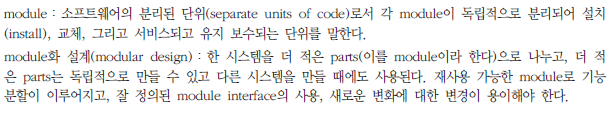 module : 소프트웨어의 분리된 단위(separate units of code)로서 각 module이 독립적으로 분리되어 설치
(install), 교체, 그리고 서비스되고 유지 보수되는 단위를 말한다.
module화 설계(modular design) : 한 시스템을 더 적은 parts(이를 module이라 한다)으로 나누고, 더 적
은 parts는 독립적으로 만들 수 있고 다른 시스템을 만들 때에도 사용된다. 재사용 가능한 module로 기능
분할이 이루어지고, 잘 정의된 module interface의 사용, 새로운 변화에 대한 변경이 용이해야 한다.